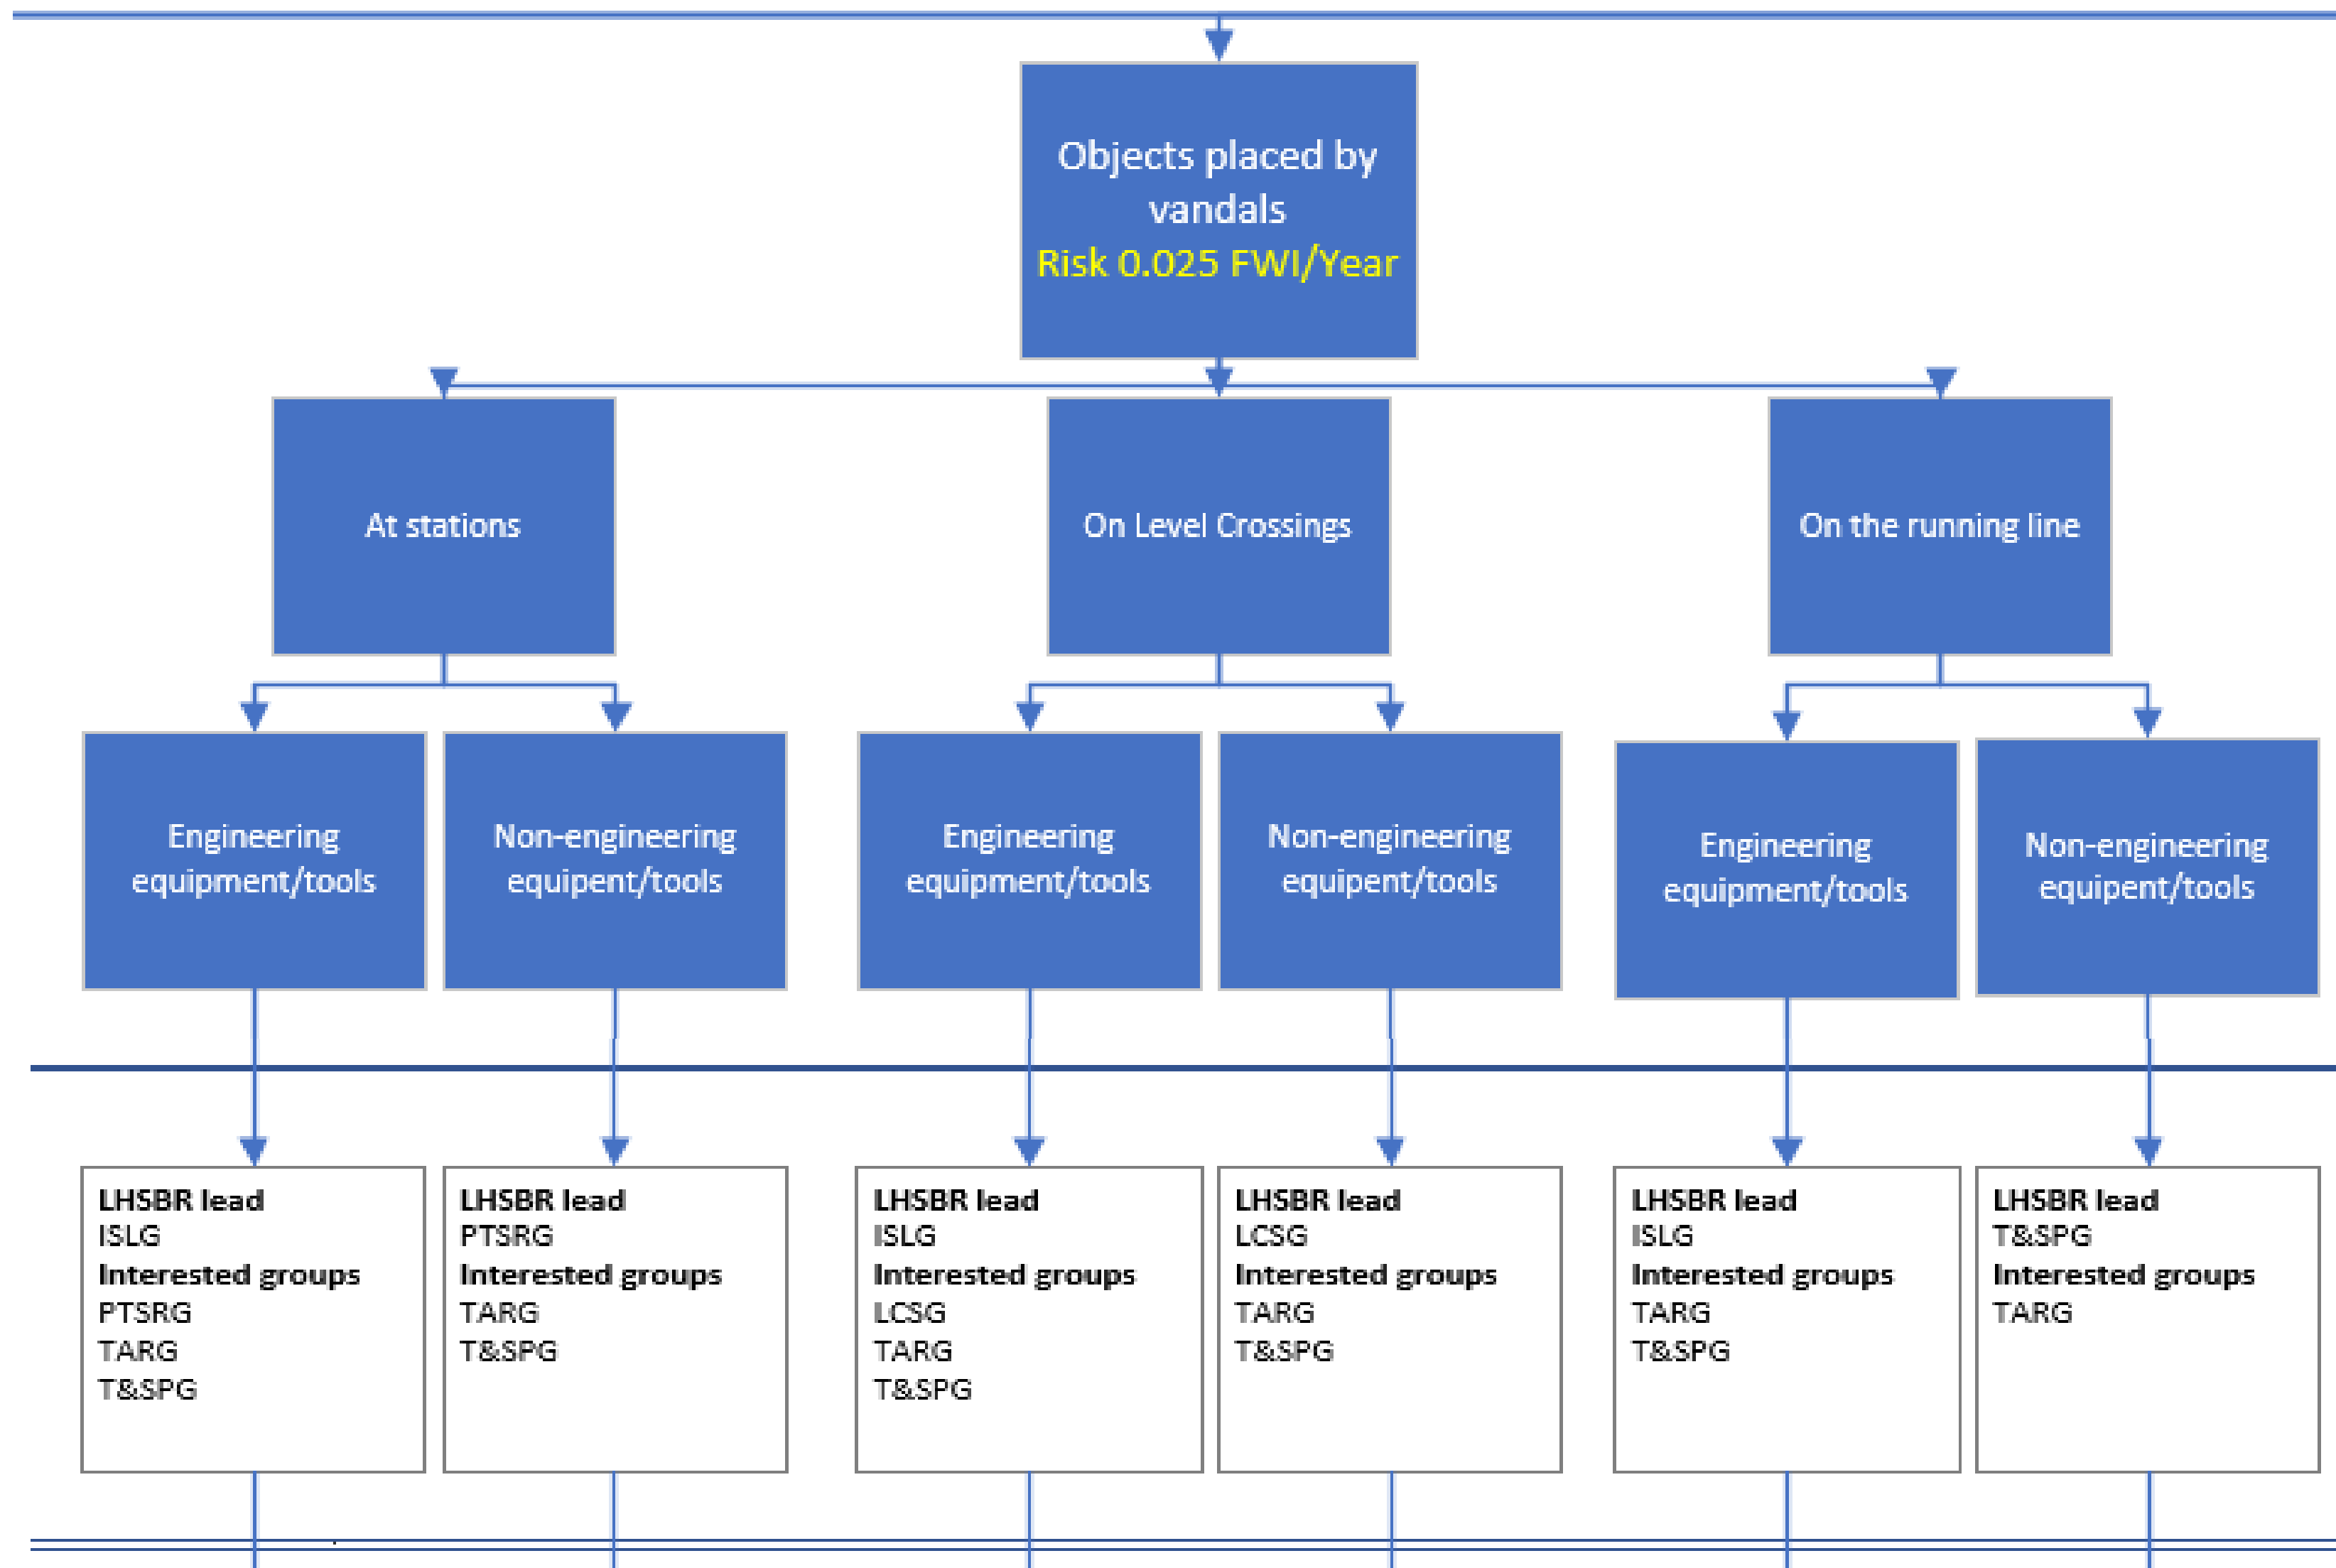 Objects placed by
vandals
Risk 0.025 FWI/Year
At stations
On Level Crossings
On the running line
Engineering
equipment/tools
Non-engineering
equipent/tools
Engineering
equipment/tools
Non-engineering
equipent/tools
Engineering
equipment/tools
Non-engineering
equipent/tools
LHSBR lead
ISLG
Interested groups
PTSRG
TARG
T&SPG
LHSBR lead
PTSRG
Interested groups
TARG
T&SPG
LHSBR lead
ISLG
Interested groups
LCSG
TARG
T&SPG
LHSBR lead
LCSG
Interested groups
TARG
T&SPG
LHSBR lead
ISLG
Interested groups
TARG
T&SPG
LHSBR lead
T&SPG
Interested groups
TARG